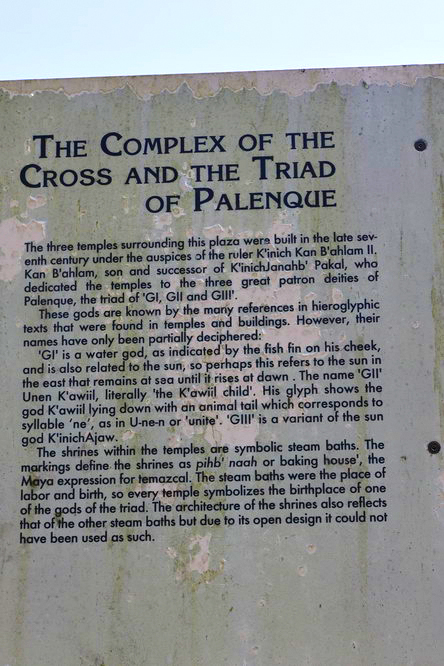 THE COMPLEX OF THE
CROSS AND THE TRIAD
OF PALENQUE
The three temples surrounding this plaza were built in the late sev-
enth century under the auspices of the ruler K'inich Kan B'ahlam II.
Kan B'ahlam, son and successor of K'inichJanahb' Pakal, who
dedicated the temples to the three great patron deities of
Palenque, the triad of 'GI, GII and GIII'.
These gods are known by the many references in hieroglyphic
texts that were found in temples and buildings. However, their
names have only been partially deciphered:
'GI' is a water god, as indicated by the fish fin on his cheek,
and is also related to the sun, so perhaps this refers to the sun in
the east that remains at sea until it rises at dawn . The name 'GII'
Unen K'awiil, literally 'the K'awiil child'. His glyph shows the
god K'awiil lying down with an animal tail which corresponds to
syllable 'ne', as in U-ne-n or 'unite'. 'GIII' is a variant of the sun
god K'inichAjaw.
The shrines within the temples are symbolic steam baths. The
markings define the shrines as pihb' naah or baking house', the
Maya expression for temazcal. The steam baths were the place of
labor and birth, so every temple symbolizes the birthplace of one
of the gods of the triad. The architecture of the shrines also reflects
that of the other steam baths but due to its open design it could not
have been used as such.